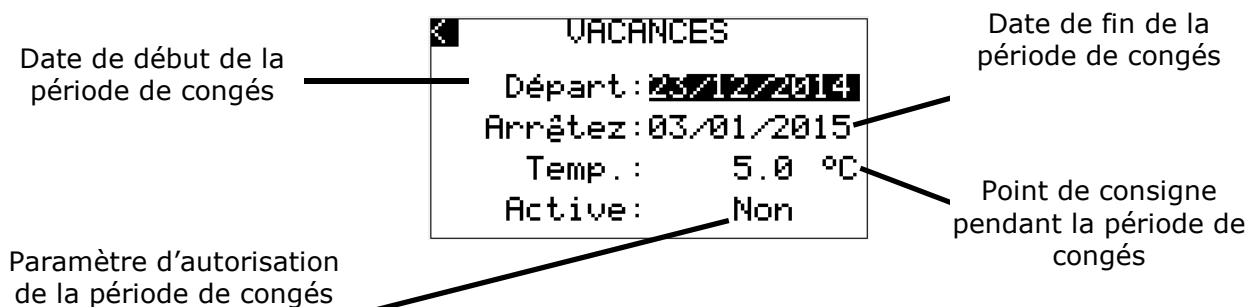 Date de début de la
période de congés
< VACANCES
Départ:23/12/2014
Arrêtez:03/01/2015
Temp.: 5.0 °C
Active: Non
Date de fin de la
période de congés
Point de consigne
pendant la période de
congés
Paramètre d’autorisation
de la période de congés